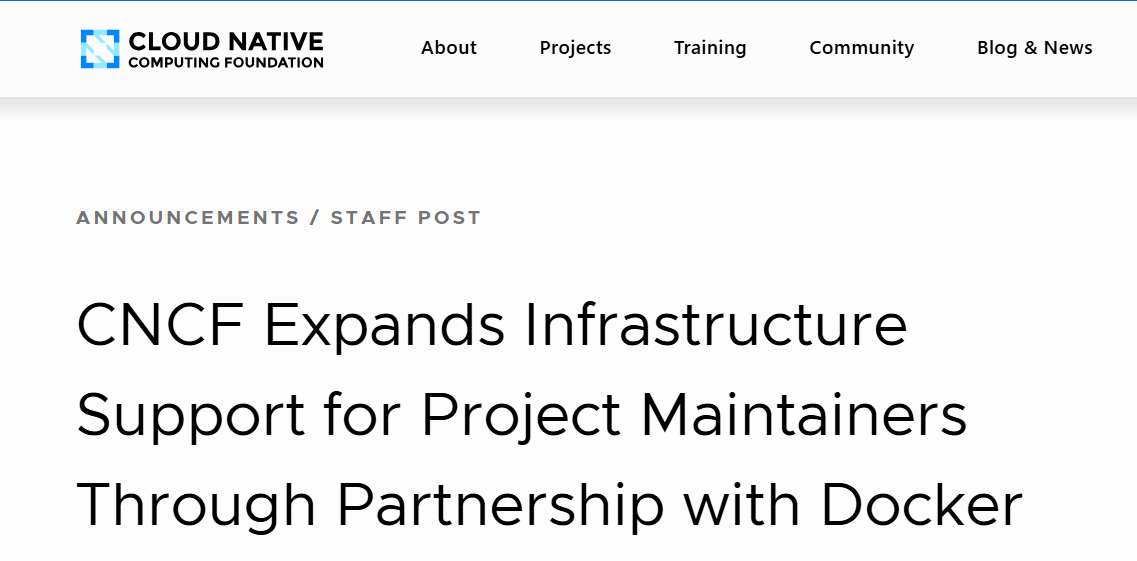 CLOUD NATIVE
COMPUTING FOUNDATION
About Projects Training Community Blog & News
ANNOUNCEMENTS / STAFF POST
CNCF Expands Infrastructure
Support for Project Maintainers
Through Partnership with Docker